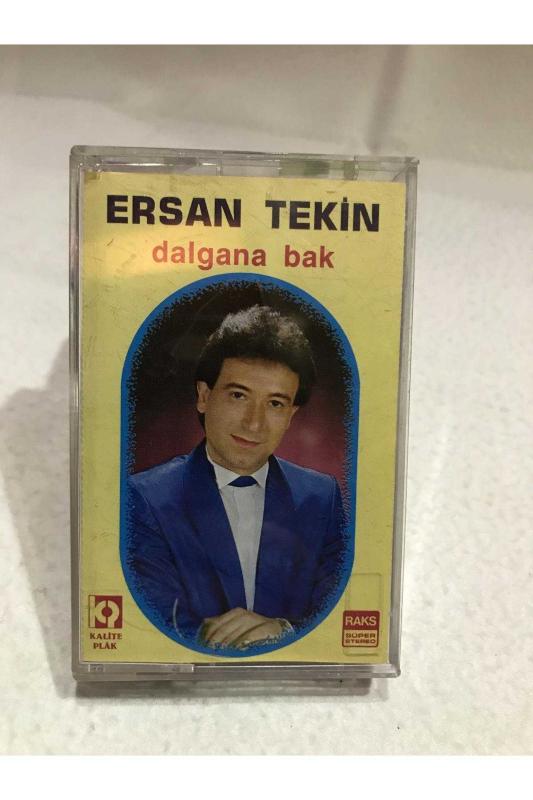 ERSAN TEKİN
dalgana bak
KALİTE
PLÂK
RAKS
SÜPER
STEREO